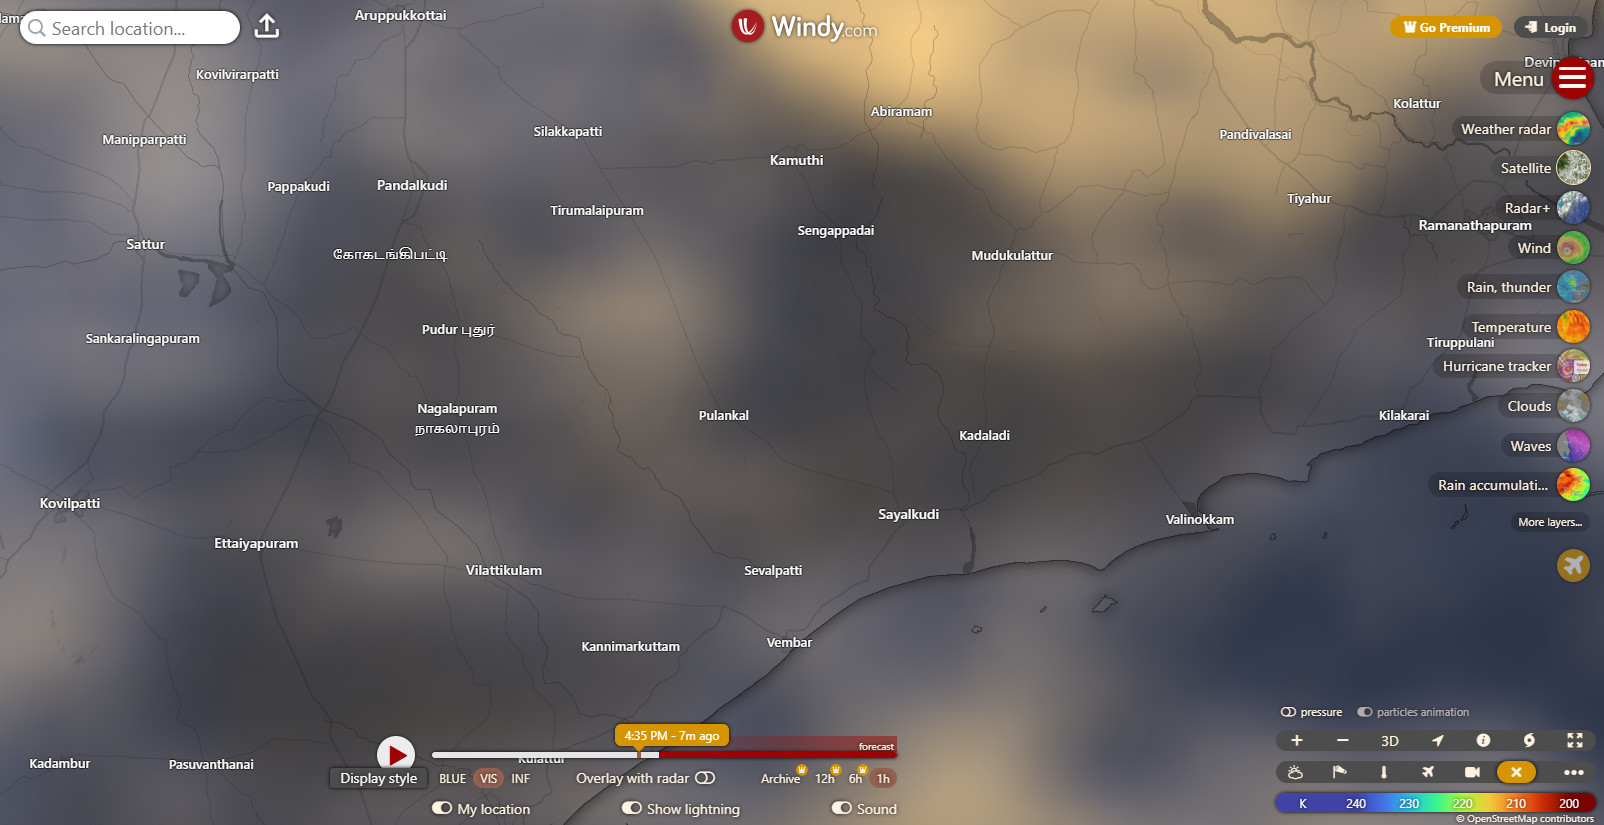 Search location...
Windy.com
Go Premium
Login
Menu
Aruppukkottai
Kovilvirarpatti
Manipparpatti
Silakkapatti
Abiramam
Kolattur
Pandivalasai
Kamuthi
Pappakudi
Pandalkudi
Tirumalaipuram
Tiyahur
Sengappadai
Ramanathapuram
Sattur
கோகடங்கிபட்டி
Mudukulattur
Pudur புதுர்
Sankaralingapuram
Tiruppulani
Nagalapuram
நாகலாபுரம்
Pulankal
Kilakarai
Kadaladi
Kovilpatti
Sayalkudi
Valinokkam
Ettaiyapuram
Vilattikulam
Sevalpatti
Kannimarkuttam
Vembar
Kadambur
Pasuvanthanai
Kulattur
Weather radar
Satellite
Radar+
Wind
Rain, thunder
Temperature
Hurricane tracker
Clouds
Waves
Rain accumulati...
More layers...
4:35 PM - 7m ago
forecast
Display style
BLUE VIS INF
Overlay with radar
Archive 12h 6h 1h
My location
Show lightning
Sound
pressure
particles animation
3D
K 240 230 220 210 200
© OpenStreetMap contributors